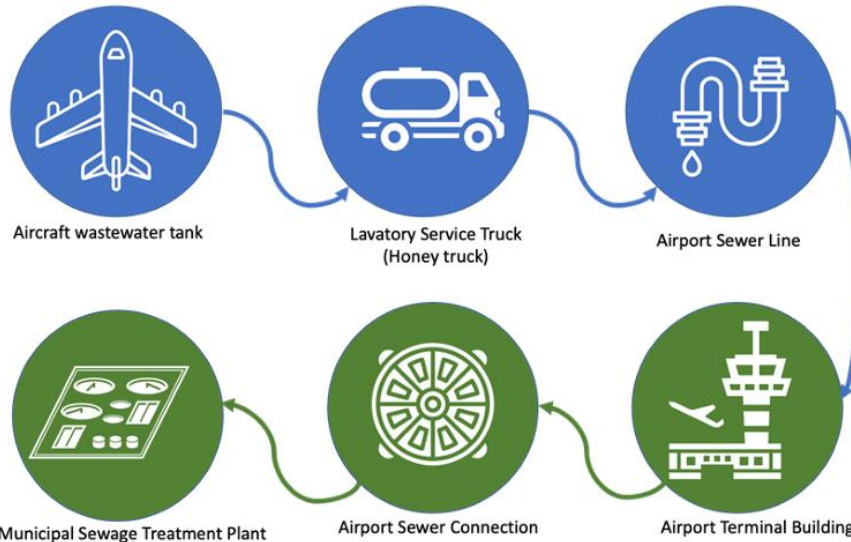 Aircraft wastewater tank
Lavatory Service Truck
(Honey truck)
Airport Sewer Line
Municipal Sewage Treatment Plant
Airport Sewer Connection
Airport Terminal Building